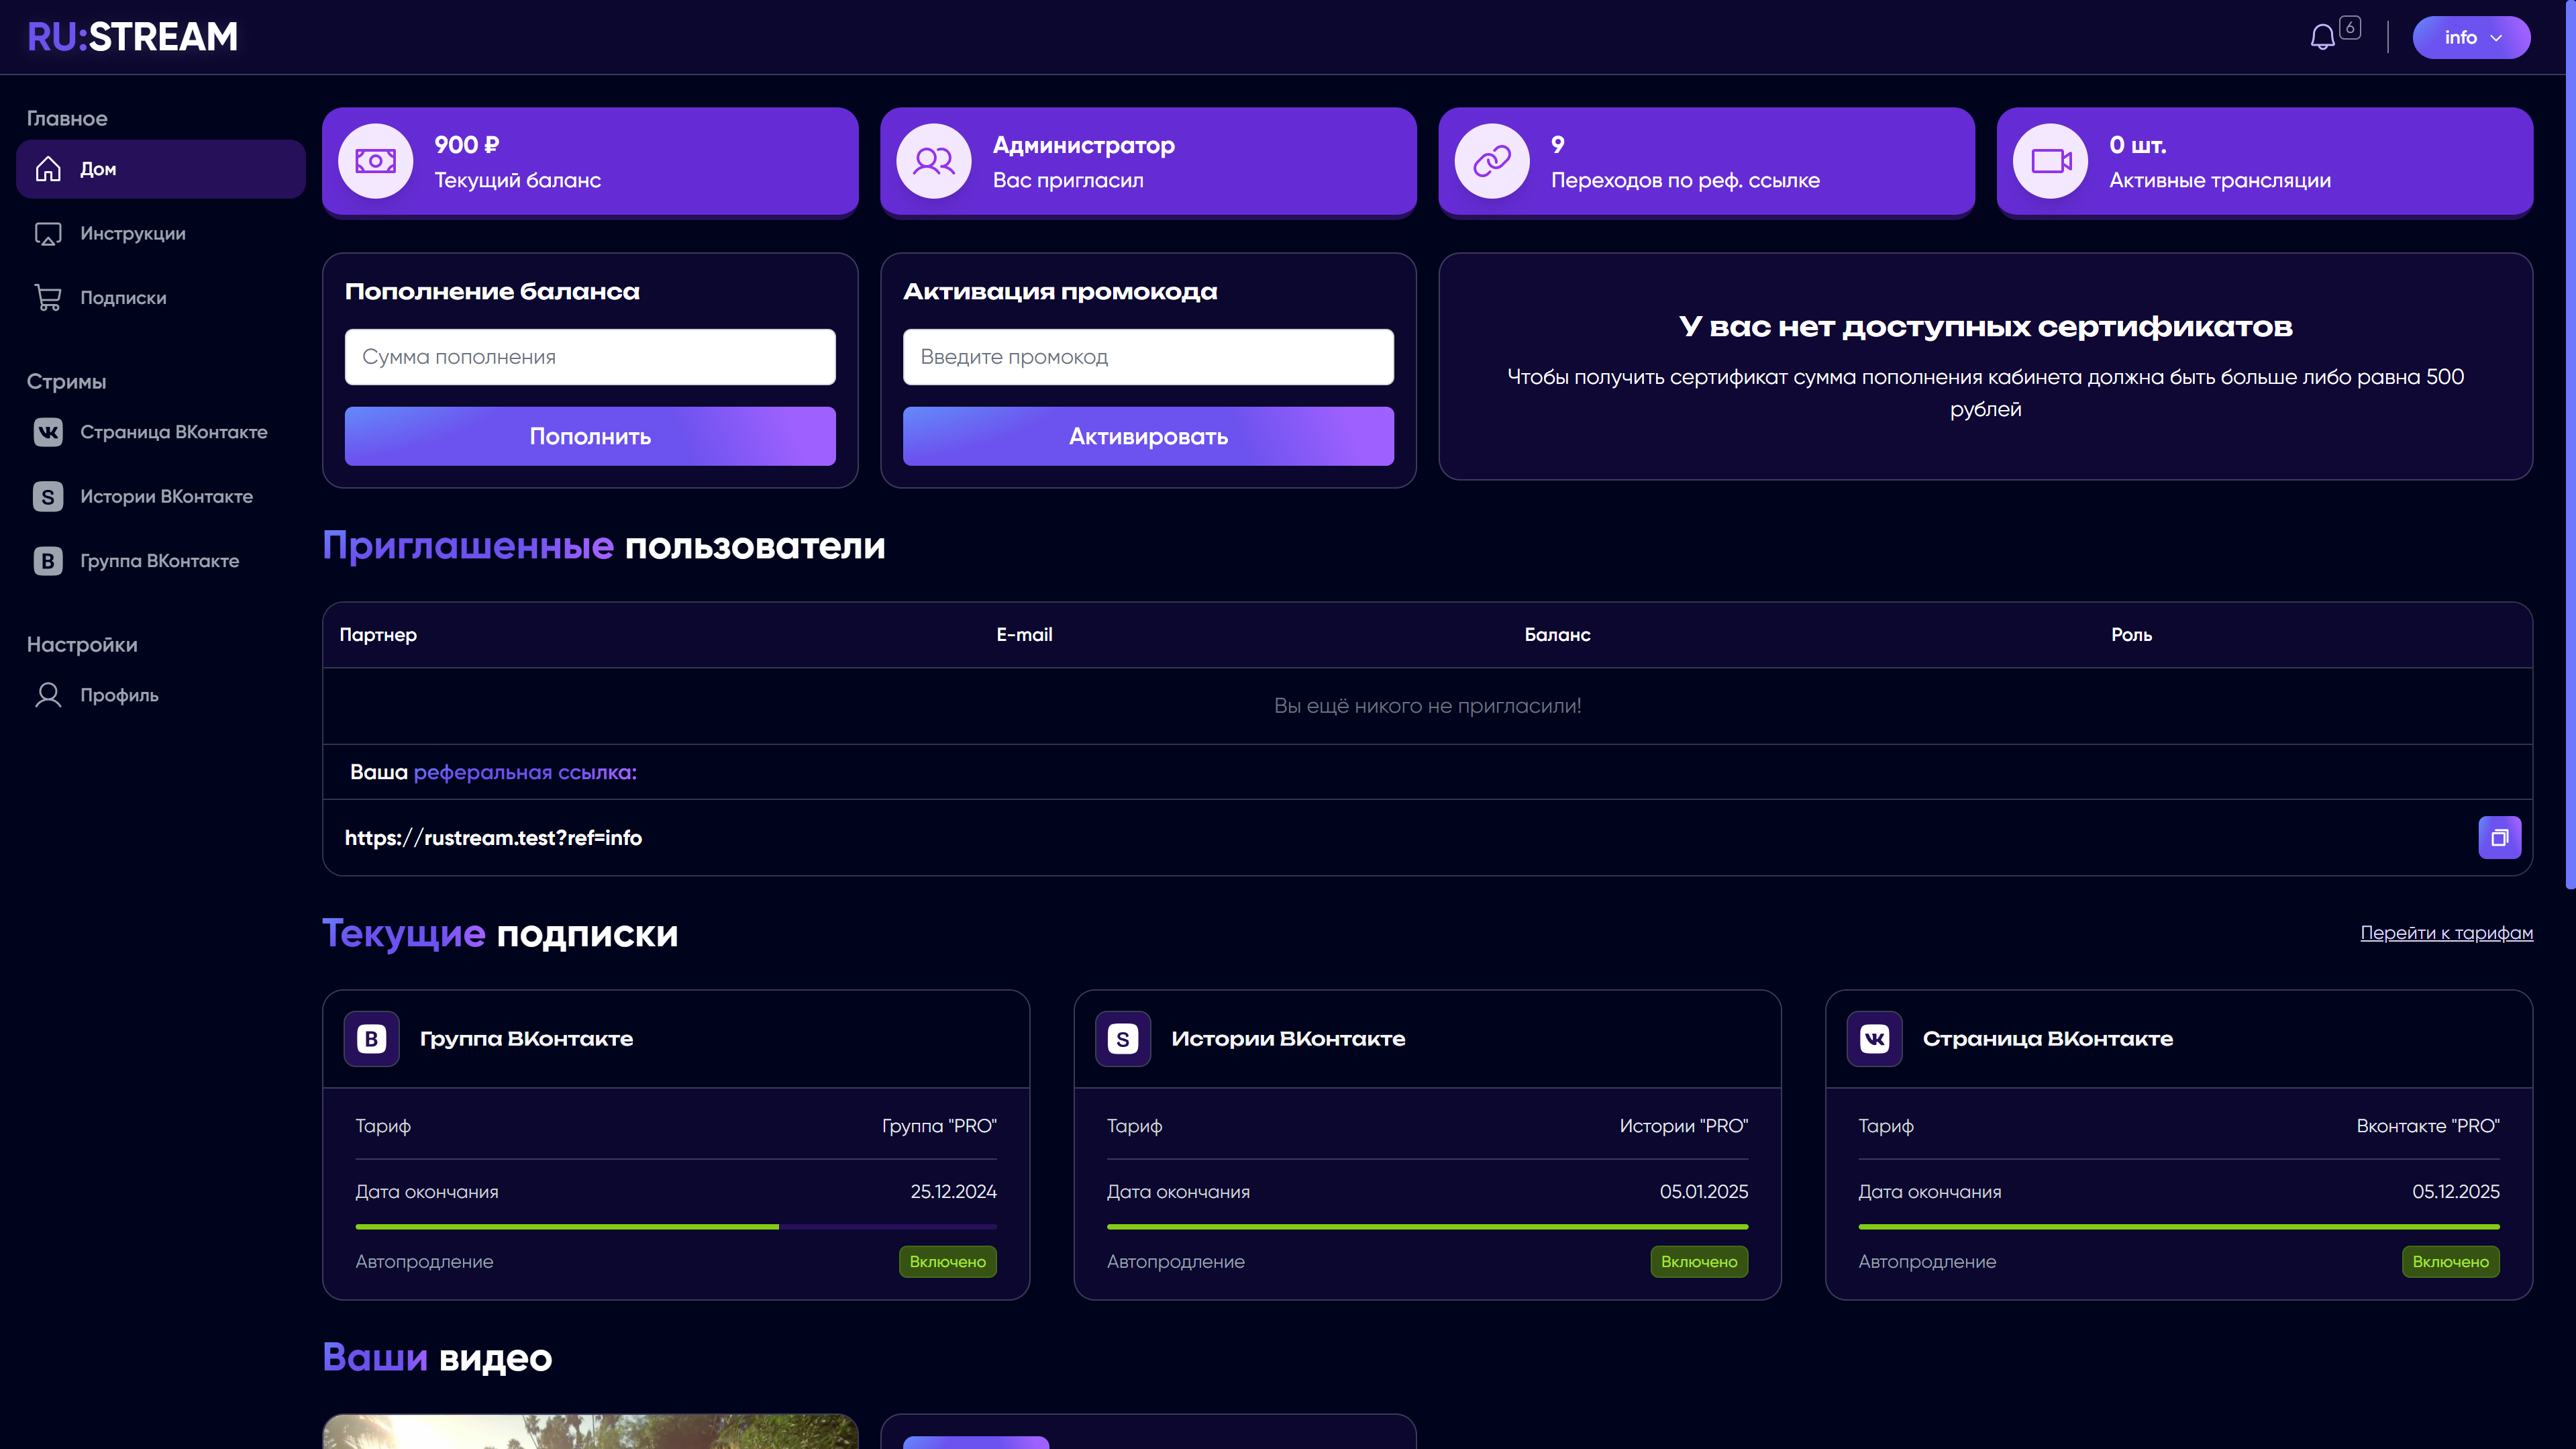 RU:STREAM
6
info
Главное
Дом
Инструкции
Подписки
Стримы
Страница ВКонтакте
Истории ВКонтакте
Группа ВКонтакте
Настройки
Профиль
900 ₽
Текущий баланс
Администратор
Вас пригласил
9
Переходов по реф. ссылке
0 шт.
Активные трансляции
Пополнение баланса
Сумма пополнения
Пополнить
Активация промокода
Введите промокод
Активировать
У вас нет доступных сертификатов
Чтобы получить сертификат сумма пополнения кабинета должна быть больше либо равна 500
рублей
Приглашенные пользователи
Партнер E-mail Баланс Роль
Вы ещё никого не пригласили!
Ваша реферальная ссылка:
https://rustream.test?ref=info
Текущие подписки
Перейти к тарифам
B Группа ВКонтакте
Тариф Группа "PRO"
Дата окончания 25.12.2024
Автопродление Включено
S Истории ВКонтакте
Тариф Истории "PRO"
Дата окончания 05.01.2025
Автопродление Включено
Страница ВКонтакте
Тариф Вконтакте "PRO"
Дата окончания 05.12.2025
Автопродление Включено
Ваши видео